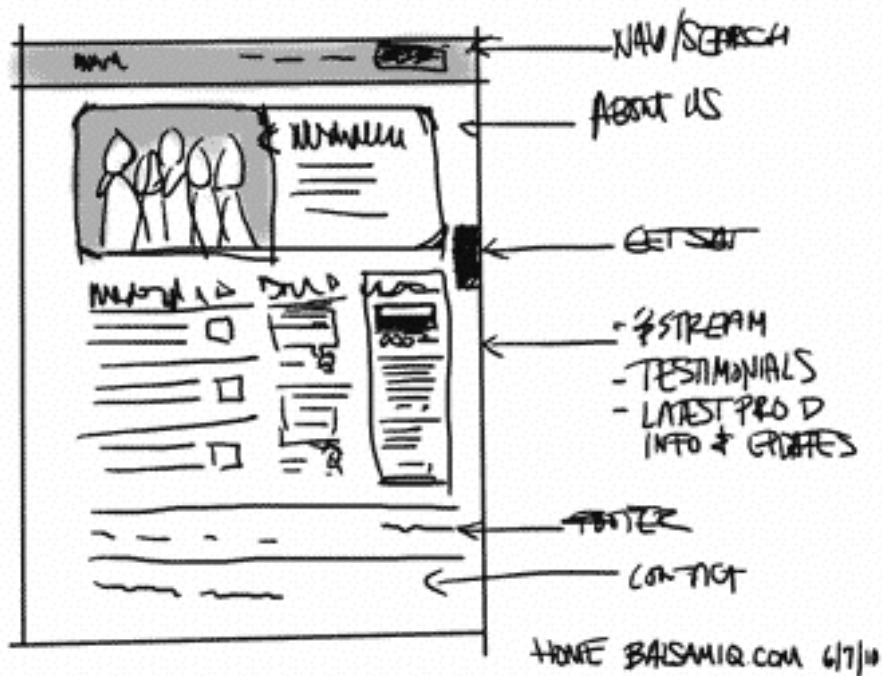 NAV/SEARCH
ABOUT US
GET SAT
STREAM
- TESTIMONIALS
- LATEST PROD
INFO & UPDATES
FOOTER
CONTACT
HOME BALSAMIQ.COM 6/7/10